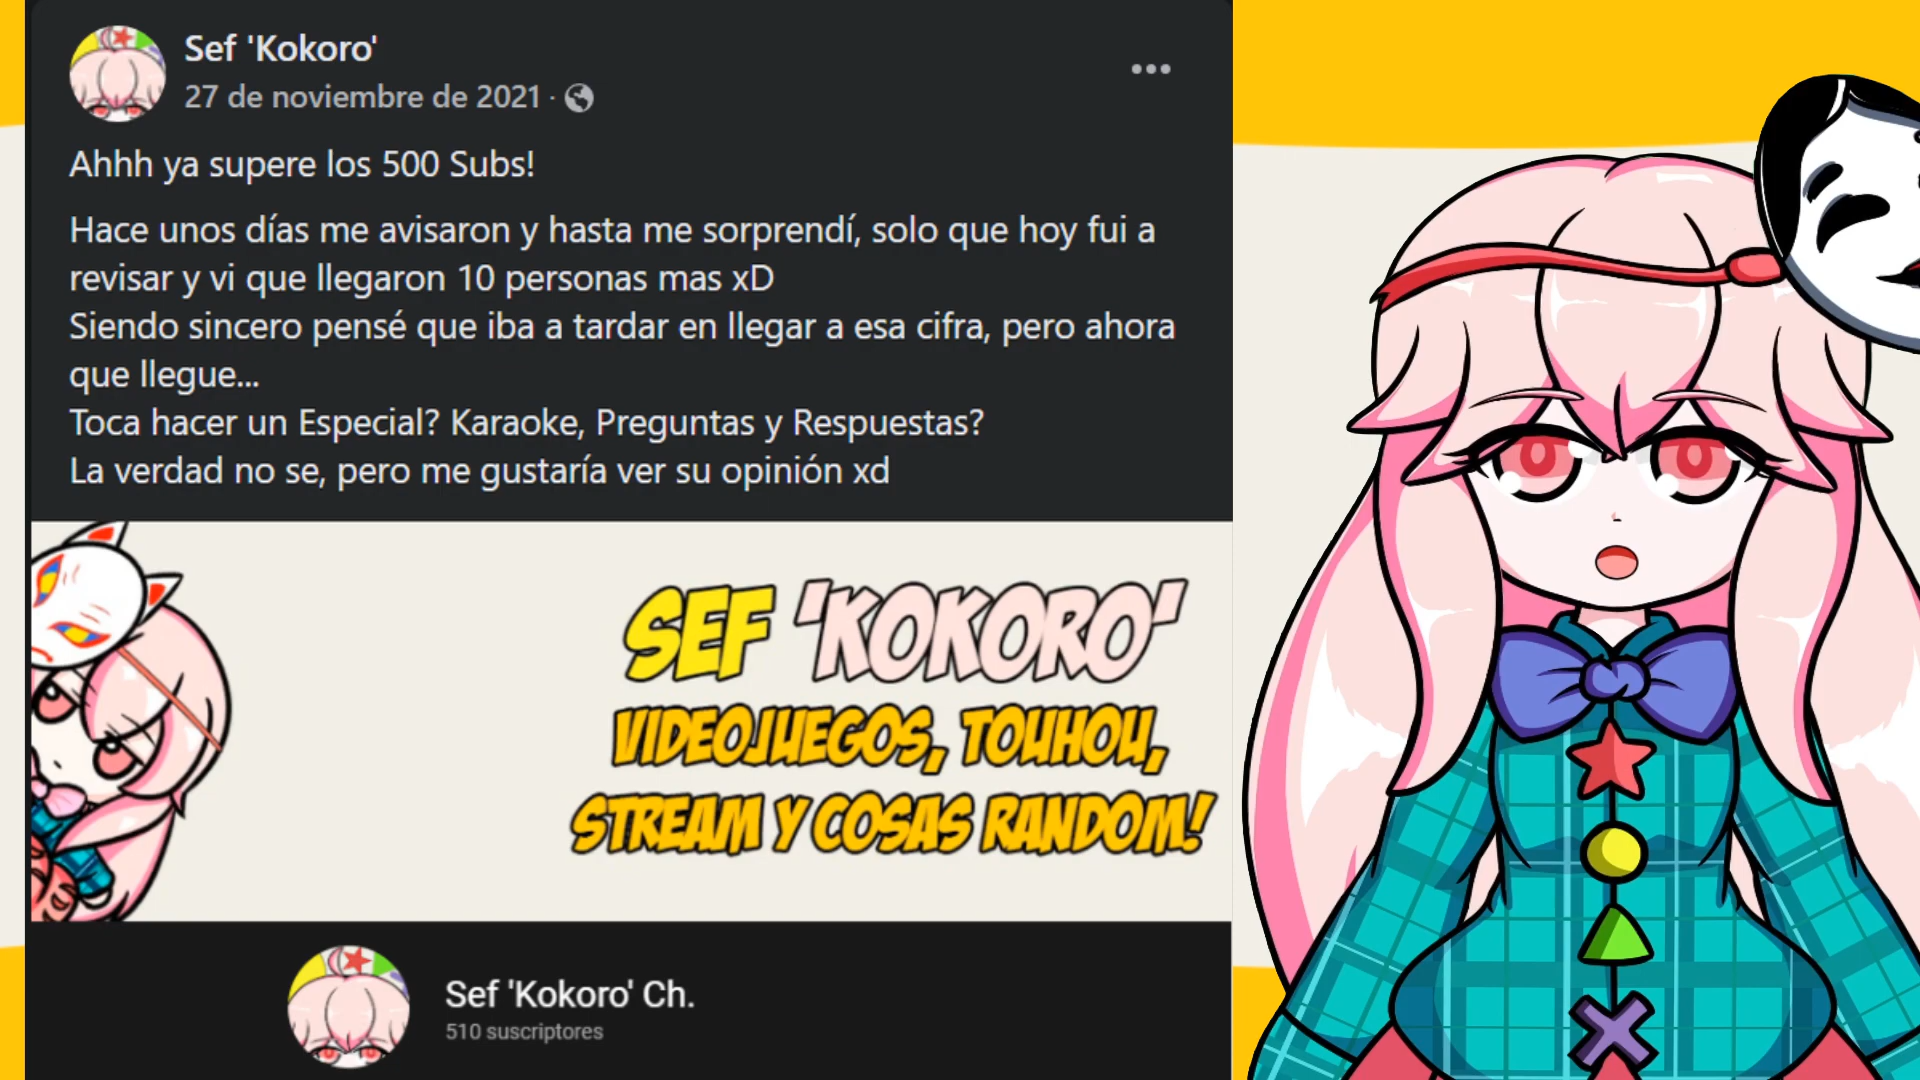 Sef 'Kokoro'
27 de noviembre de 2021 ·
Ahhh ya supere los 500 Subs!
Hace unos días me avisaron y hasta me sorprendí, solo que hoy fui a
revisar y vi que llegaron 10 personas mas xD
Siendo sincero pensé que iba a tardar en llegar a esa cifra, pero ahora
que llegue...
Toca hacer un Especial? Karaoke, Preguntas y Respuestas?
La verdad no se, pero me gustaría ver su opinión xd
SEF 'KOKORO'
VIDEOJUEGOS, TOUHOU,
STREAM Y COSAS RANDOM!
Sef 'Kokoro' Ch.
510 suscriptores